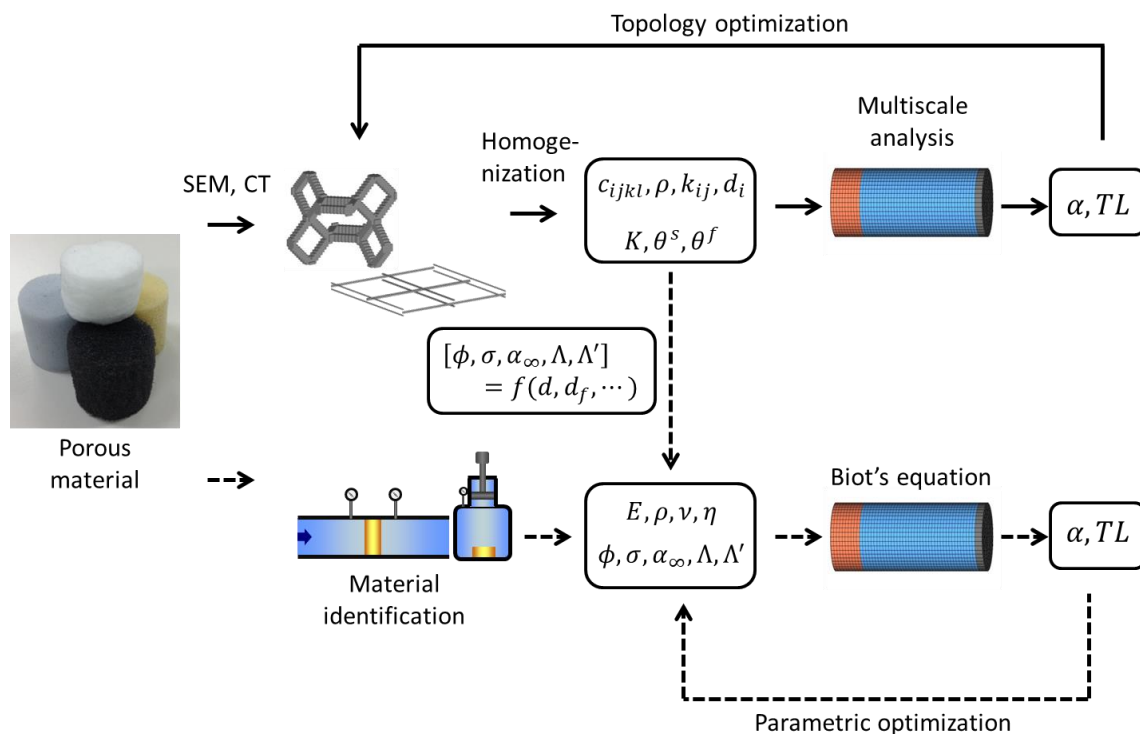 Topology optimization
Multiscale
analysis
Homoge-
nization
SEM, CT
c_{ijkl}, ρ, k_{ij}, d_i
K, θ^s, θ^f
α, TL
[ϕ, σ, α_∞, Λ, Λ′]
= f(d, d_f, ⋯)
Porous
material
Biot's equation
E, ρ, ν, η
ϕ, σ, α_∞, Λ, Λ′
α, TL
Material
identification
Parametric optimization